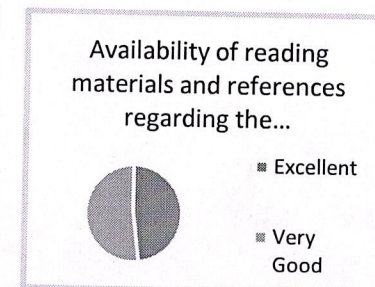 Availability of reading
materials and references
regarding the...
Excellent
Very
Good